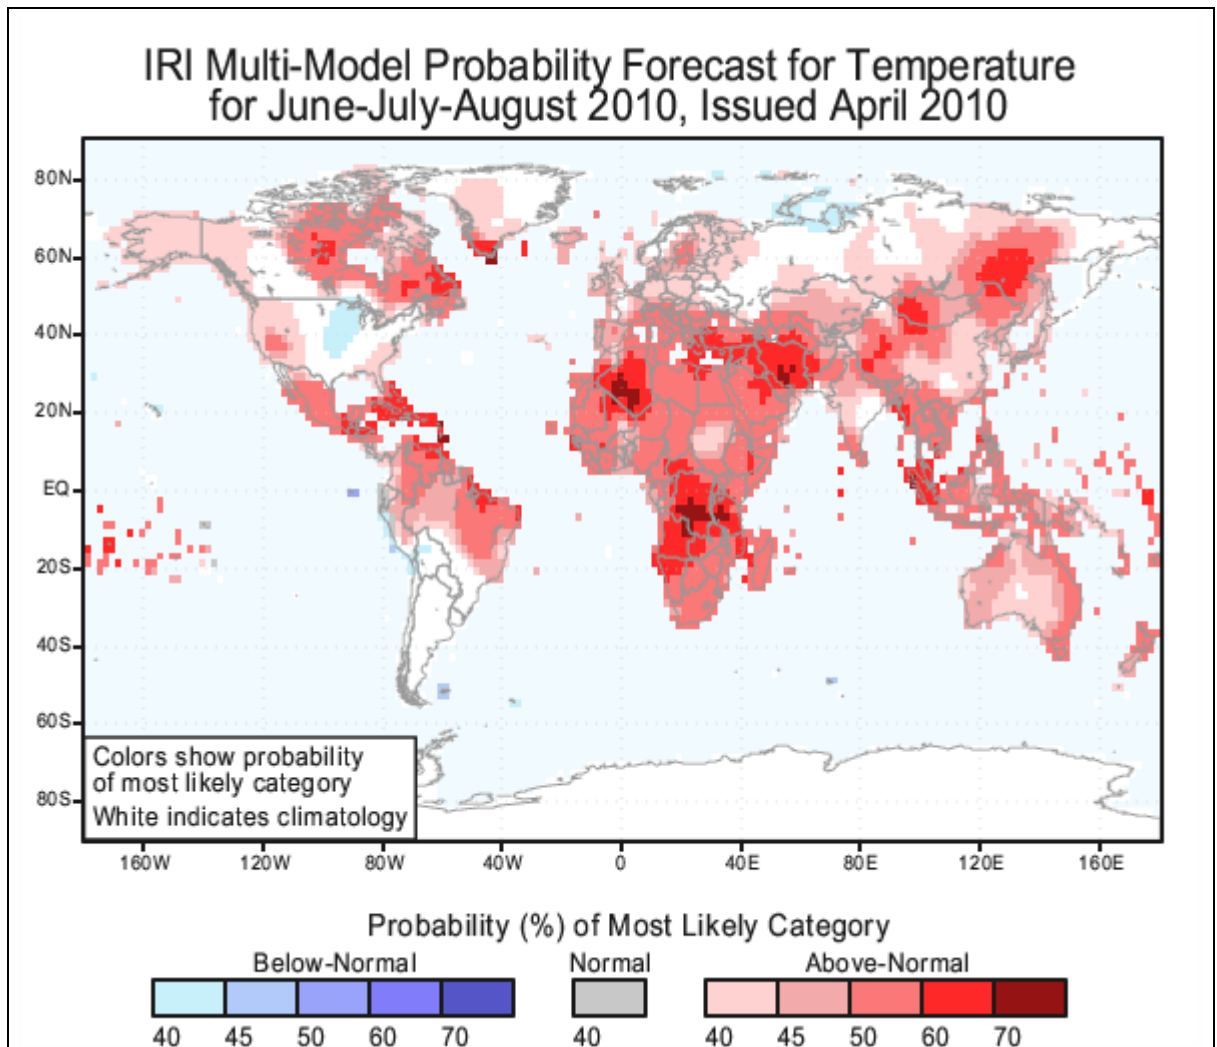 IRI Multi-Model Probability Forecast for Temperature
for June-July-August 2010, Issued April 2010
80N
60N
40N
20N
EQ
20S
40S
60S
80S
Colors show probability
of most likely category
White indicates climatology
160W 120W 80W 40W 0 40E 80E 120E 160E
Probability (%) of Most Likely Category
Below-Normal Normal Above-Normal
40 45 50 60 70 40 40 45 50 60 70